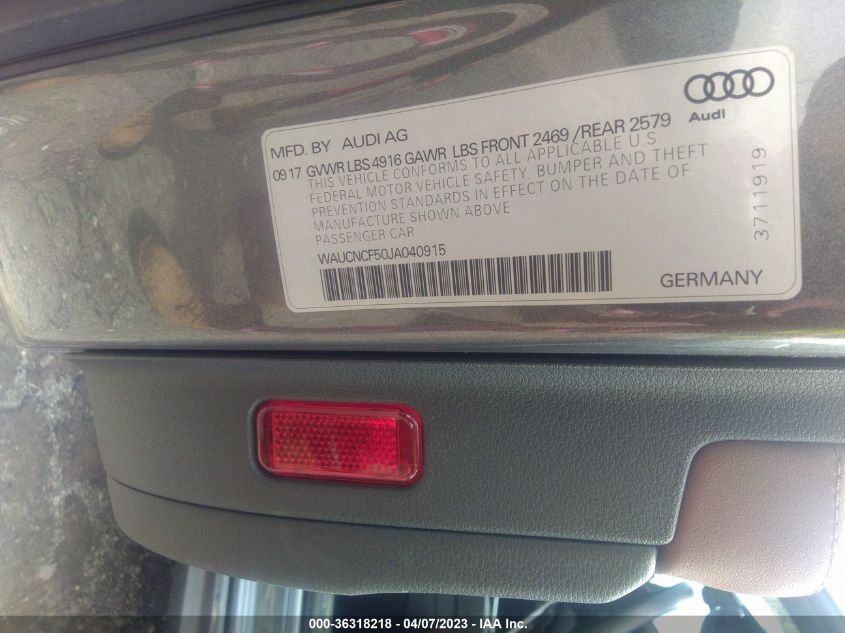 MFD. BY AUDI AG
09 17 GVWR LBS 4916 GAWR LBS FRONT 2469 /REAR 2579
THIS VEHICLE CONFORMS TO ALL APPLICABLE U S
FEDERAL MOTOR VEHICLE SAFETY, BUMPER AND THEFT
PREVENTION STANDARDS IN EFFECT ON THE DATE OF
MANUFACTURE SHOWN ABOVE
PASSENGER CAR
WAUCNCF50JA040915
Audi
3711919
GERMANY
000-36318218 - 04/07/2023 - IAA Inc.